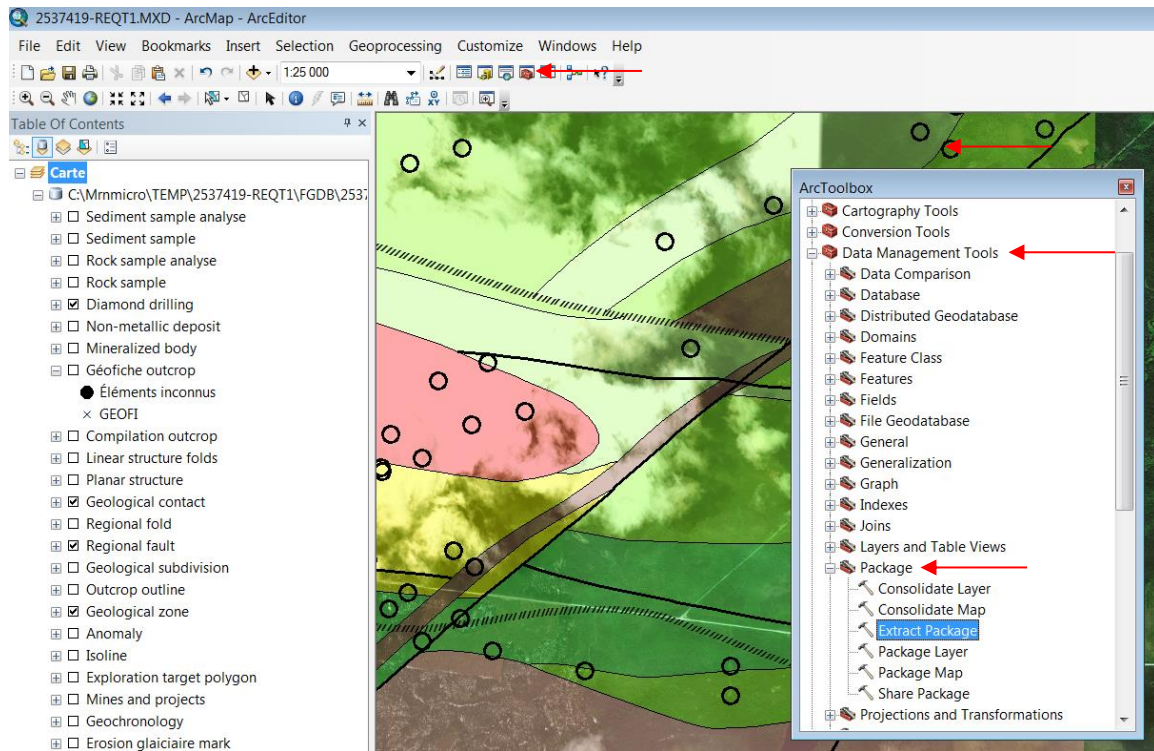 2537419-REQT1.MXD - ArcMap - ArcEditor
File Edit View Bookmarks Insert Selection Geoprocessing Customize Windows Help
1:25 000
Table Of Contents
Carte
C:\Mrnmicro\TEMP\2537419-REQT1\FGDB\2537
Sediment sample analyse
Sediment sample
Rock sample analyse
Rock sample
Diamond drilling
Non-metallic deposit
Mineralized body
Géofiche outcrop
Éléments inconnus
GEOFI
Compilation outcrop
Linear structure folds
Planar structure
Geological contact
Regional fold
Regional fault
Geological subdivision
Outcrop outline
Geological zone
Anomaly
Isoline
Exploration target polygon
Mines and projects
Geochronology
Erosion glaiciaire mark
ArcToolbox
Cartography Tools
Conversion Tools
Data Management Tools
Data Comparison
Database
Distributed Geodatabase
Domains
Feature Class
Features
Fields
File Geodatabase
General
Generalization
Graph
Indexes
Joins
Layers and Table Views
Package
Consolidate Layer
Consolidate Map
Extract Package
Package Layer
Package Map
Share Package
Projections and Transformations